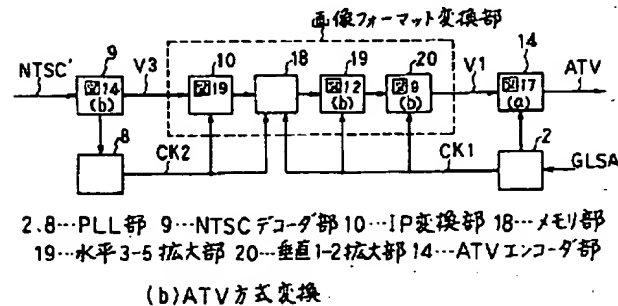 画像フォーマット変換部
9 10 18 19 20 14
NTSC' V3 V1 ATV
図14(b) 図19 図12(b) 図9(b) 図17(a)
8 CK2 CK1 2 GLSA
2.8…PLL部 9…NTSCデコーダ部 10…IP変換部 18…メモリ部
19…水平3-5拡大部 20…垂直1-2拡大部 14…ATVエンコーダ部
(b)ATV方式変換